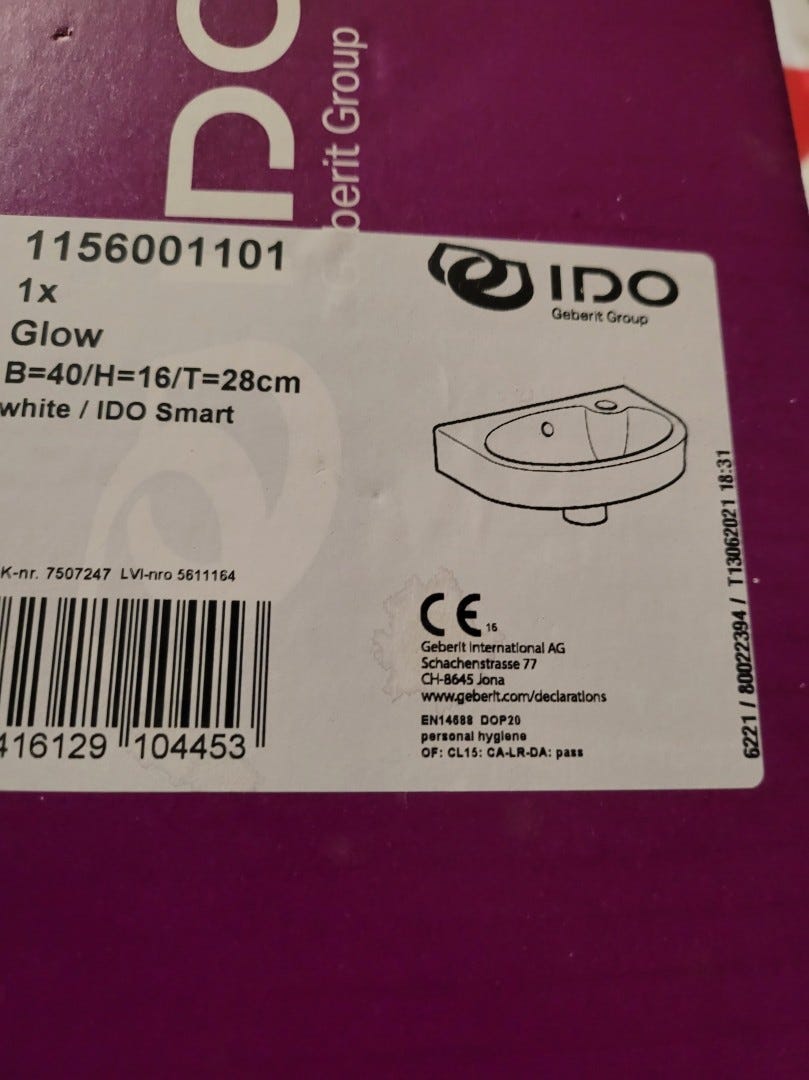 DO
berit Group
1156001101
1x
Glow
B=40/H=16/T=28cm
white / IDO Smart
IDO
Geberit Group
K-nr. 7507247 LVI-nro 5611164
416129 104453
CE 16
Geberit International AG
Schachenstrasse 77
CH-8645 Jona
www.geberit.com/declarations
EN14688 DOP20
personal hygiene
OF: CL15: CA-LR-DA: pass
6221 / 80022394 / T13062021 18:31